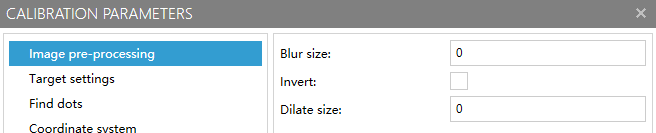 CALIBRATION PARAMETERS
Image pre-processing
Target settings
Find dots
Coordinate system
Blur size: 0
Invert:
Dilate size: 0